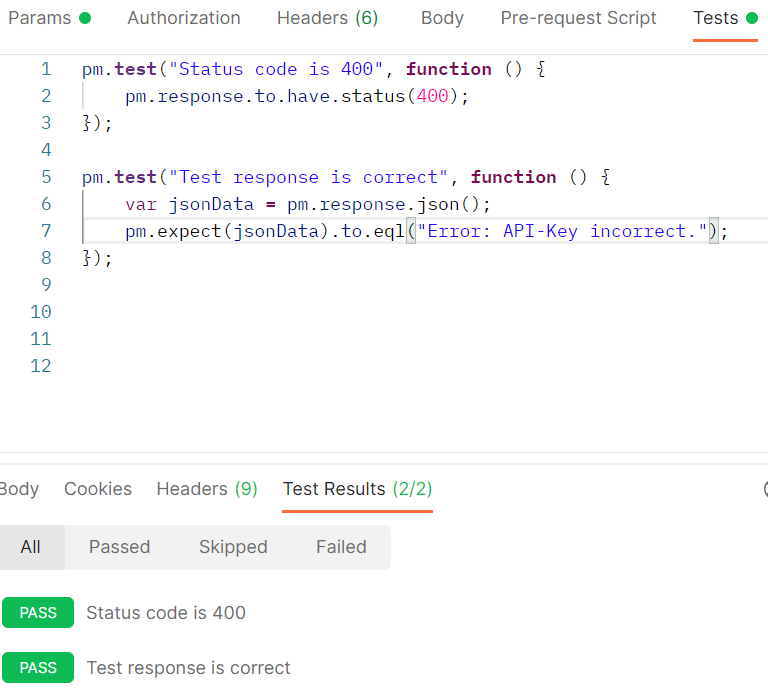 Params Authorization Headers (6) Body Pre-request Script Tests
1 pm.test("Status code is 400", function () {
2 pm.response.to.have.status(400);
3 });
4
5 pm.test("Test response is correct", function () {
6 var jsonData = pm.response.json();
7 pm.expect(jsonData).to.eql("Error: API-Key incorrect.");
8 });
9
10
11
12
Body Cookies Headers (9) Test Results (2/2)
All Passed Skipped Failed
PASS Status code is 400
PASS Test response is correct